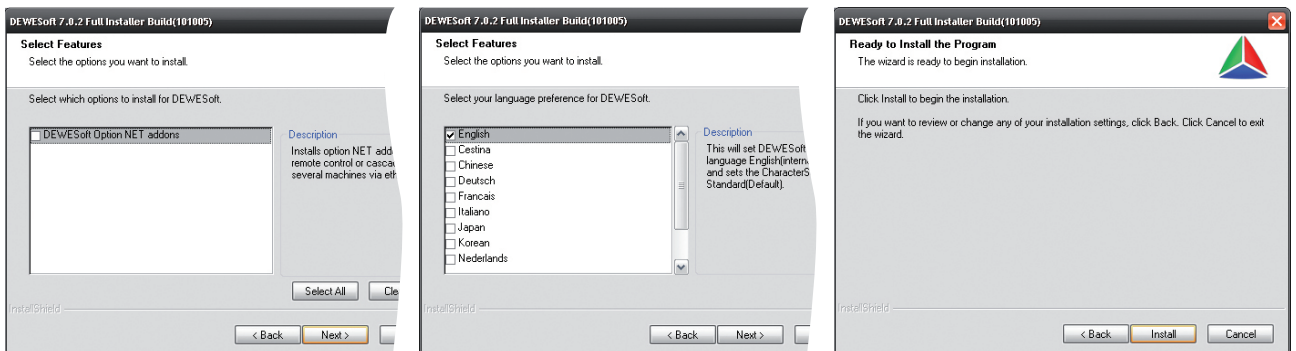 DEWESoft 7.0.2 Full Installer Build(101005)
Select Features
Select the options you want to install.
Select which options to install for DEWESoft.
DEWESoft Option NET addons
Description
Installs option NET add
remote control or casca
several machines via eth
Select All
Cle
InstallShield
< Back
Next >
DEWESoft 7.0.2 Full Installer Build(101005)
Select Features
Select the options you want to install.
Select your language preference for DEWESoft.
English
Cestina
Chinese
Deutsch
Francais
Italiano
Japan
Korean
Nederlands
Description
This will set DEWESoft
language English(intern
and sets the CharacterS
Standard(Default).
InstallShield
< Back
Next >
DEWESoft 7.0.2 Full Installer Build(101005)
Ready to Install the Program
The wizard is ready to begin installation.
Click Install to begin the installation.
If you want to review or change any of your installation settings, click Back. Click Cancel to exit
the wizard.
InstallShield
< Back
Install
Cancel